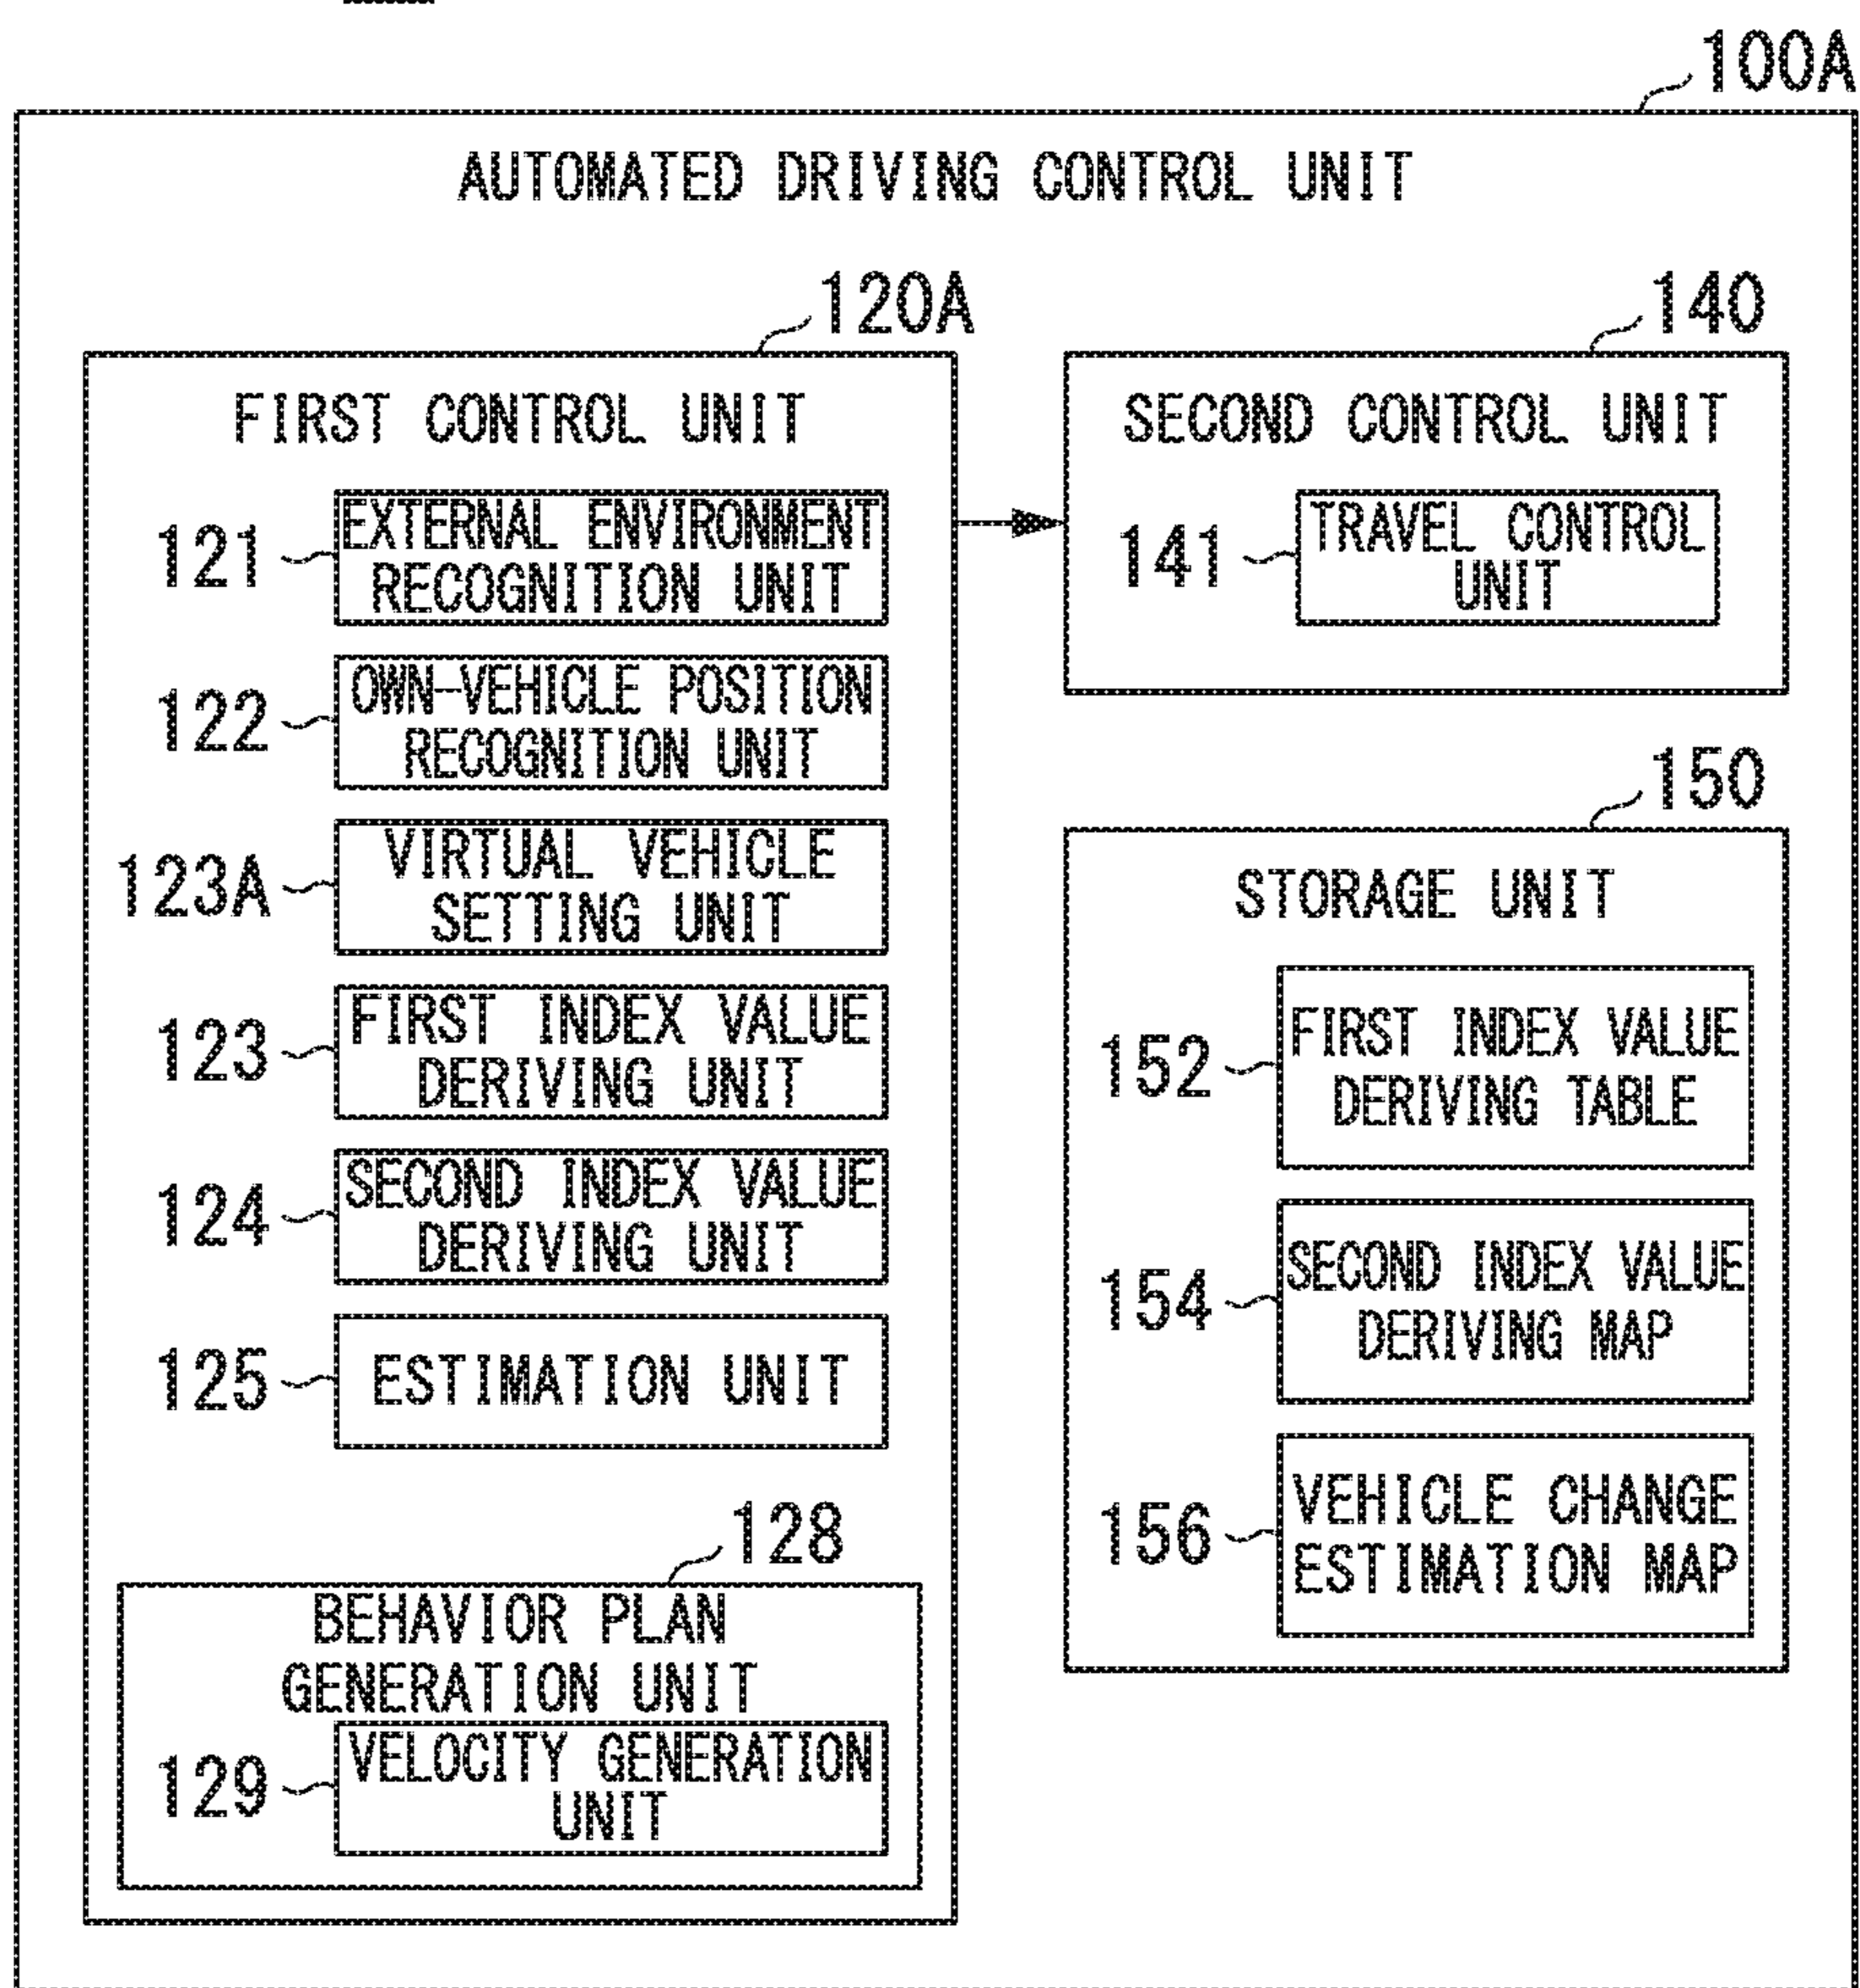 100A
AUTOMATED DRIVING CONTROL UNIT
120A
FIRST CONTROL UNIT
121
EXTERNAL ENVIRONMENT
RECOGNITION UNIT
122
OWN-VEHICLE POSITION
RECOGNITION UNIT
123A
VIRTUAL VEHICLE
SETTING UNIT
123
FIRST INDEX VALUE
DERIVING UNIT
124
SECOND INDEX VALUE
DERIVING UNIT
125
ESTIMATION UNIT
128
BEHAVIOR PLAN
GENERATION UNIT
129
VELOCITY GENERATION
UNIT
140
SECOND CONTROL UNIT
141
TRAVEL CONTROL
UNIT
150
STORAGE UNIT
152
FIRST INDEX VALUE
DERIVING TABLE
154
SECOND INDEX VALUE
DERIVING MAP
156
VEHICLE CHANGE
ESTIMATION MAP